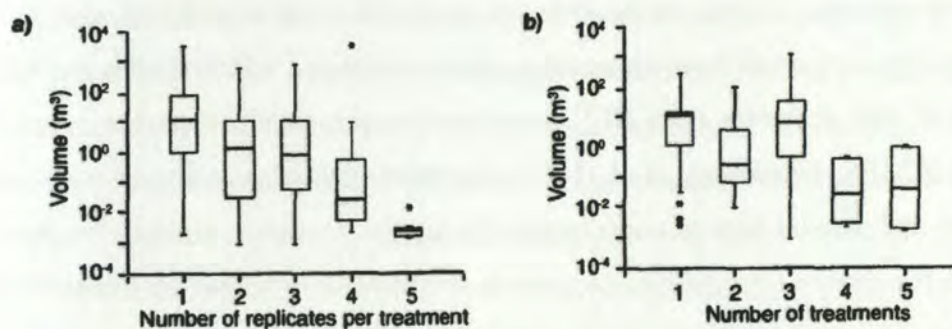 a)
Volume (m³)
10⁴
10²
10⁰
10⁻²
10⁻⁴
1 2 3 4 5
Number of replicates per treatment
b)
Volume (m³)
10⁴
10²
10⁰
10⁻²
10⁻⁴
1 2 3 4 5
Number of treatments